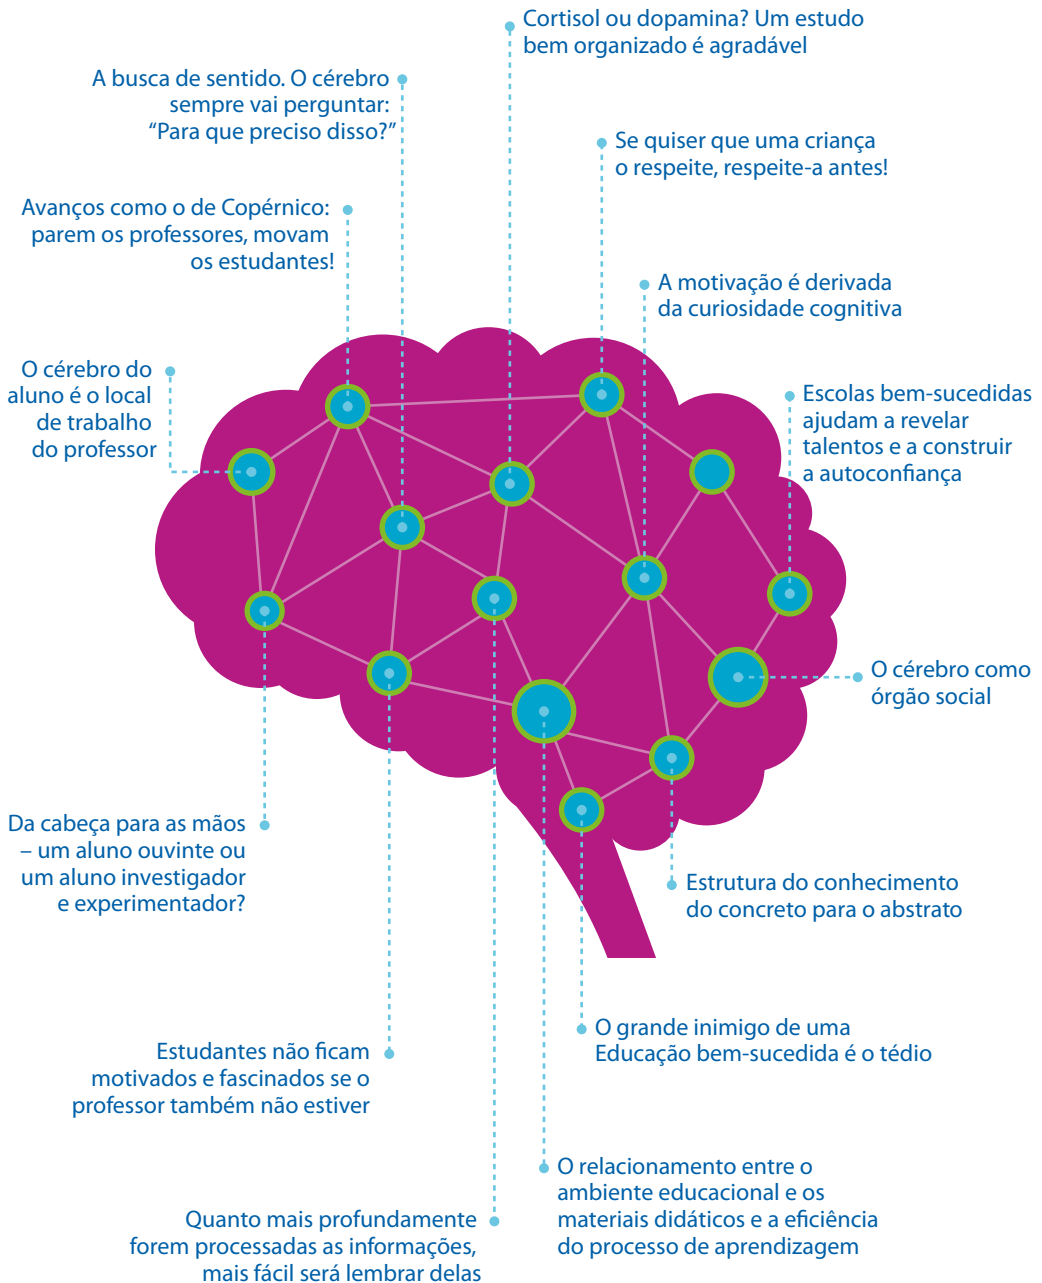 Cortisol ou dopamina? Um estudo
bem organizado é agradável
A busca de sentido. O cérebro
sempre vai perguntar:
“Para que preciso disso?”
Se quiser que uma criança
o respeite, respeite-a antes!
Avanços como o de Copérnico:
parem os professores, movam
os estudantes!
A motivação é derivada
da curiosidade cognitiva
O cérebro do
aluno é o local
de trabalho
do professor
Escolas bem-sucedidas
ajudam a revelar
talentos e a construir
a autoconfiança
O cérebro como
órgão social
Da cabeça para as mãos
– um aluno ouvinte ou
um aluno investigador
e experimentador?
Estrutura do conhecimento
do concreto para o abstrato
O grande inimigo de uma
Educação bem-sucedida é o tédio
Estudantes não ficam
motivados e fascinados se o
professor também não estiver
O relacionamento entre o
ambiente educacional e os
materiais didáticos e a eficiência
do processo de aprendizagem
Quanto mais profundamente
forem processadas as informações,
mais fácil será lembrar delas